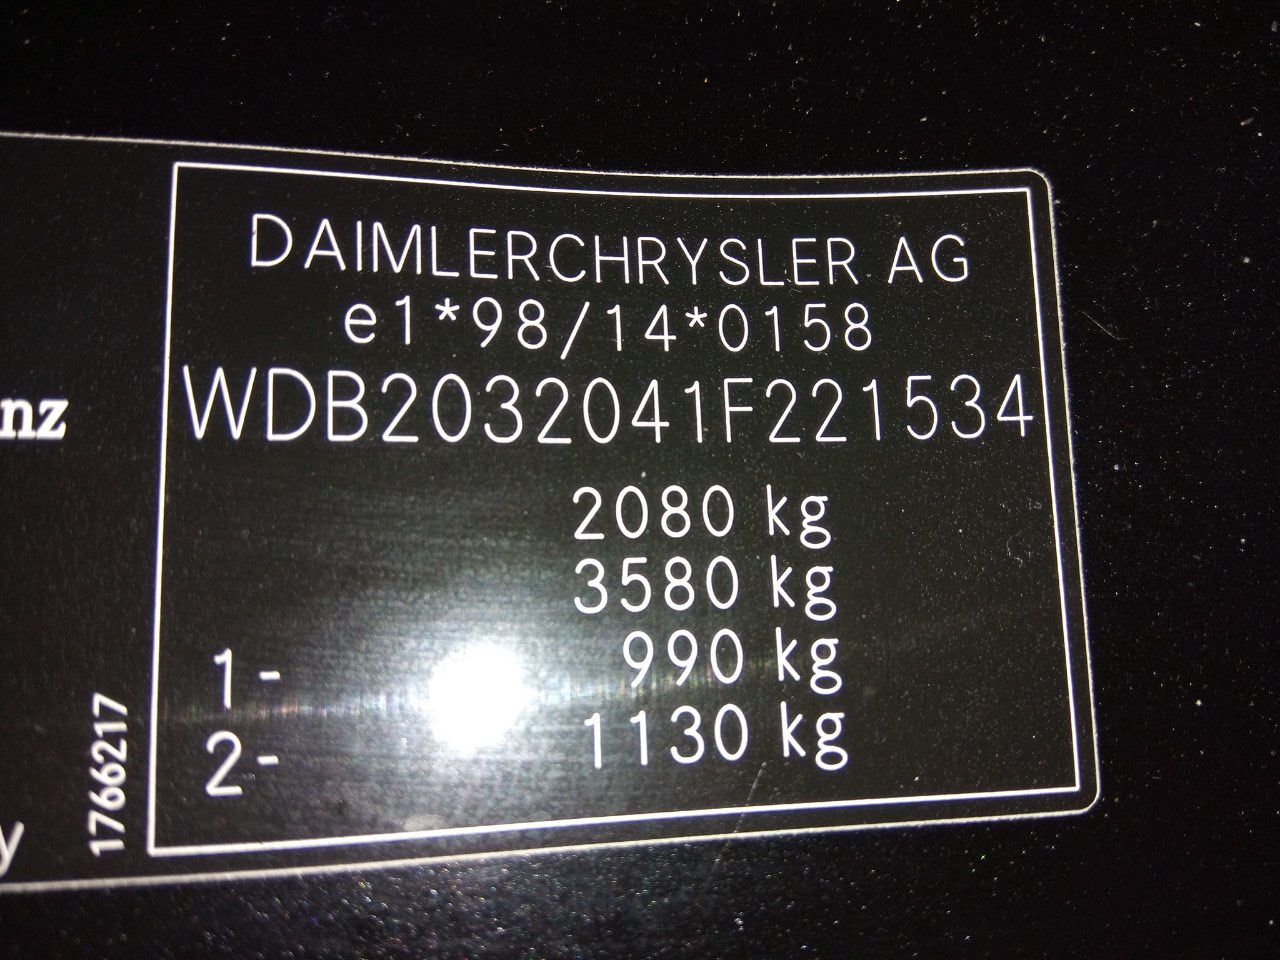 DAIMLERCHRYSLER AG
e1*98/14*0158
WDB2032041F221534
nz
2080 kg
3580 kg
1- 990 kg
2- 1130 kg
1766217
y